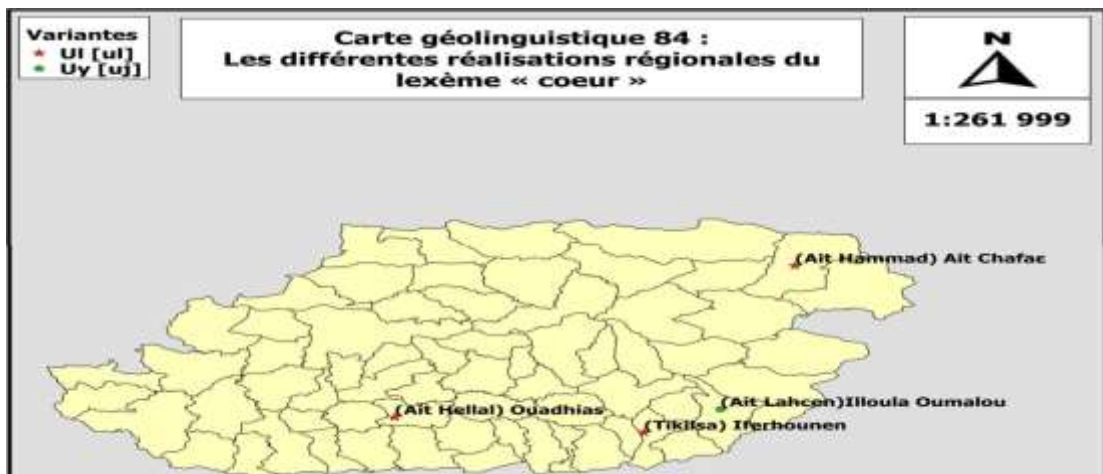 Variantes
Ul [ul]
Uy [uj]
Carte géolinguistique 84 :
Les différentes réalisations régionales du
lexème « coeur »
N
1:261 999
(Ait Hammad) Ait Chafaɛ
(Ait Hellal) Ouadhias
(Ait Lahcen)Illoula Oumalou
(Tikilsa) Iferhounen